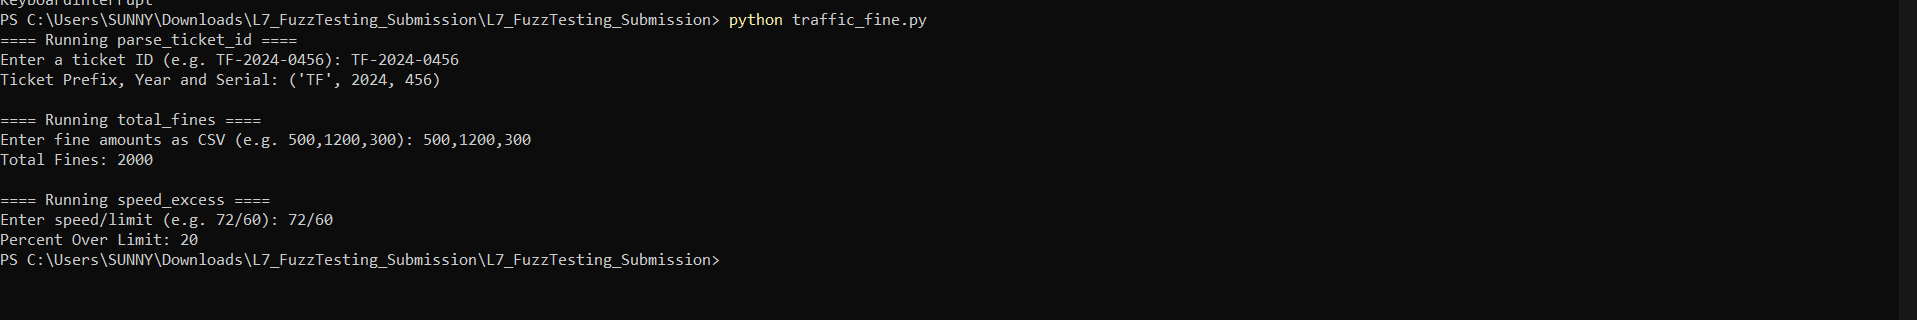 KeyboardInterrupt
PS C:\Users\SUNNY\Downloads\L7_FuzzTesting_Submission\L7_FuzzTesting_Submission> python traffic_fine.py
==== Running parse_ticket_id ====
Enter a ticket ID (e.g. TF-2024-0456): TF-2024-0456
Ticket Prefix, Year and Serial: ('TF', 2024, 456)
==== Running total_fines ====
Enter fine amounts as CSV (e.g. 500,1200,300): 500,1200,300
Total Fines: 2000
==== Running speed_excess ====
Enter speed/limit (e.g. 72/60): 72/60
Percent Over Limit: 20
PS C:\Users\SUNNY\Downloads\L7_FuzzTesting_Submission\L7_FuzzTesting_Submission>